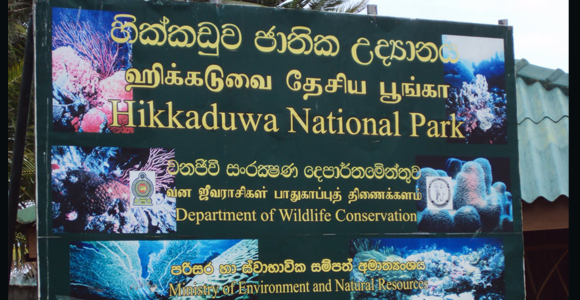 හික්කඩුව ජාතික උද්‍යානය
ஹிக்கடுவை தேசிய பூங்கா
Hikkaduwa National Park
වනජීවී සංරක්ෂණ දෙපාර්තමේන්තුව
வன ஜீவராசிகள் பாதுகாப்புத் திணைக்களம்
Department of Wildlife Conservation
පරිසර හා ස්වාභාවික සම්පත් අමාත්‍යංශය
Ministry of Environment and Natural Resources